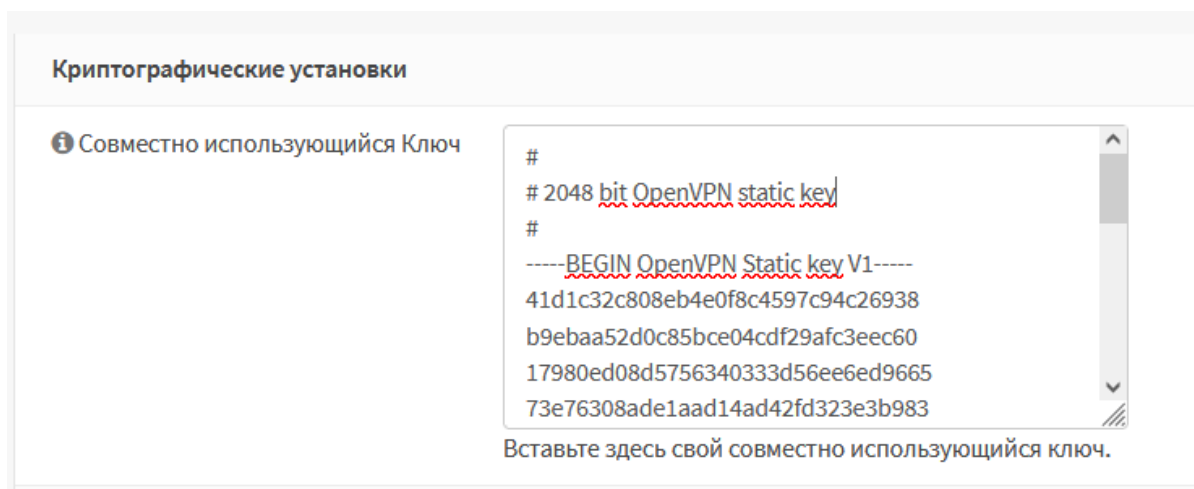 Криптографические установки
Совместно использующийся Ключ
#
# 2048 bit OpenVPN static key
#
-----BEGIN OpenVPN Static key V1-----
41d1c32c808eb4e0f8c4597c94c26938
b9ebaa52d0c85bce04cdf29afc3eec60
17980ed08d5756340333d56ee6ed9665
73e76308ade1aad14ad42fd323e3b983
Вставьте здесь свой совместно использующийся ключ.